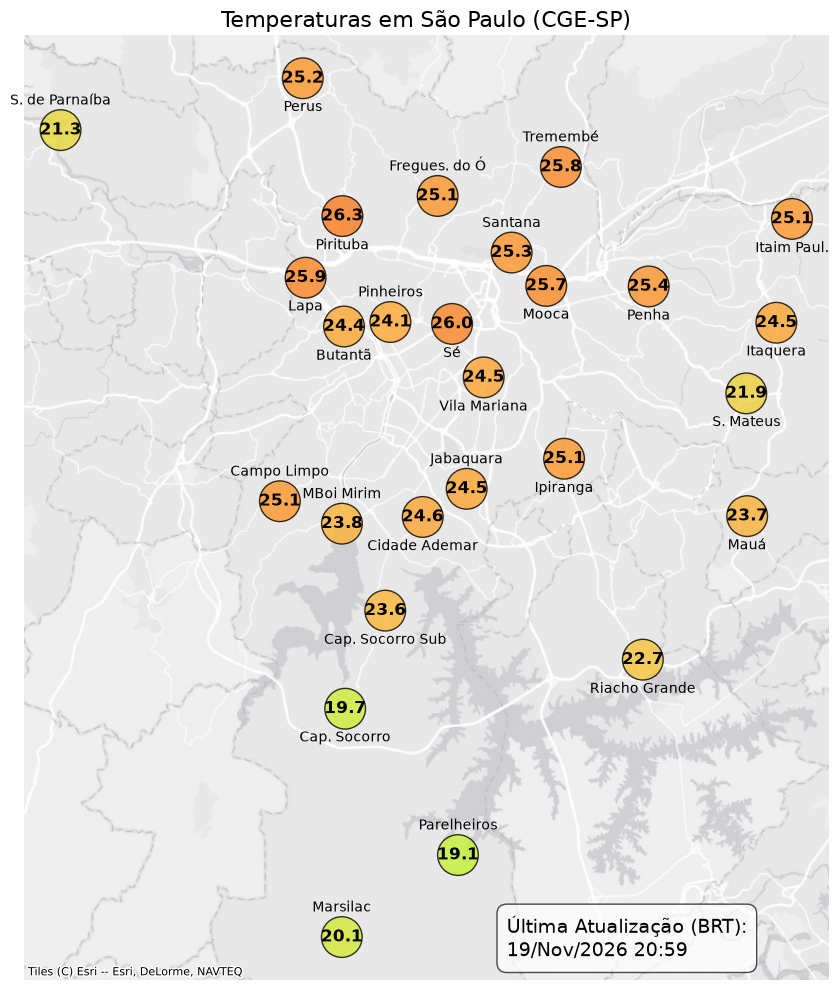 Temperaturas em São Paulo (CGE-SP)
25.2
Perus
S. de Parnaíba
21.3
Tremembé
25.8
Fregues. do Ó
25.1
26.3
Pirituba
25.1
Itaim Paul.
Santana
25.3
25.9
Lapa
25.7
Mooca
25.4
Penha
Pinheiros
24.1
24.4
Butantã
26.0
Sé
24.5
Itaquera
24.5
Vila Mariana
21.9
S. Mateus
Jabaquara
24.5
25.1
Ipiranga
Campo Limpo
25.1
MBoi Mirim
23.8
24.6
Cidade Ademar
23.7
Mauá
23.6
Cap. Socorro Sub
22.7
Riacho Grande
19.7
Cap. Socorro
Parelheiros
19.1
Marsilac
20.1
Última Atualização (BRT):
19/Nov/2026 20:59
Tiles (C) Esri -- Esri, DeLorme, NAVTEQ